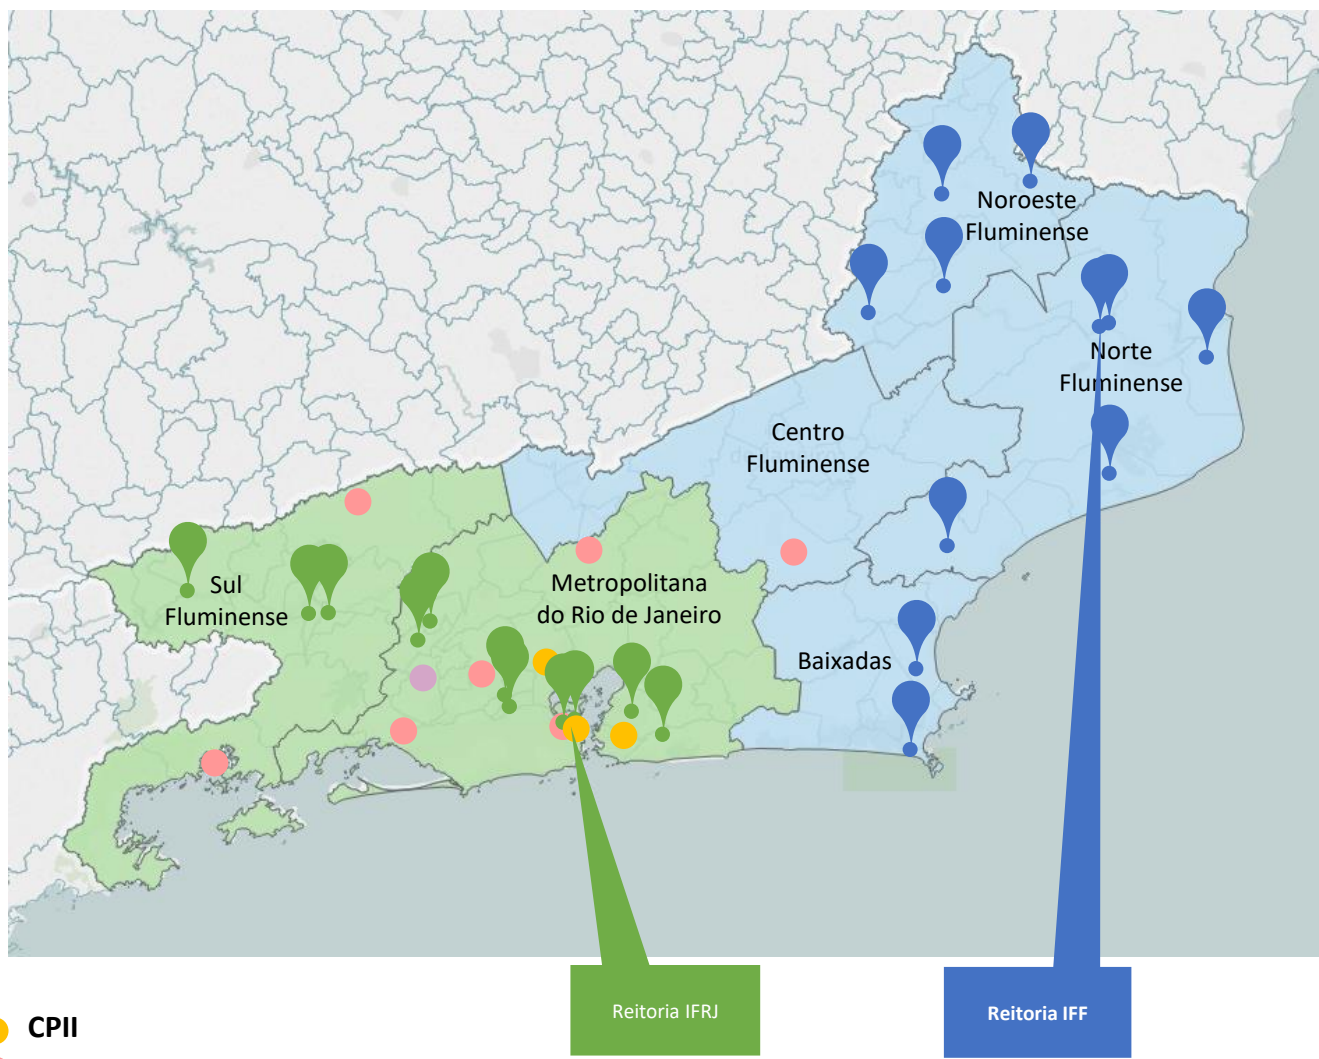 Noroeste
Fluminense
Norte
Fluminense
Centro
Fluminense
Sul
Fluminense
Metropolitana
do Rio de Janeiro
Baixadas
Reitoria IFRJ
Reitoria IFF
CPII